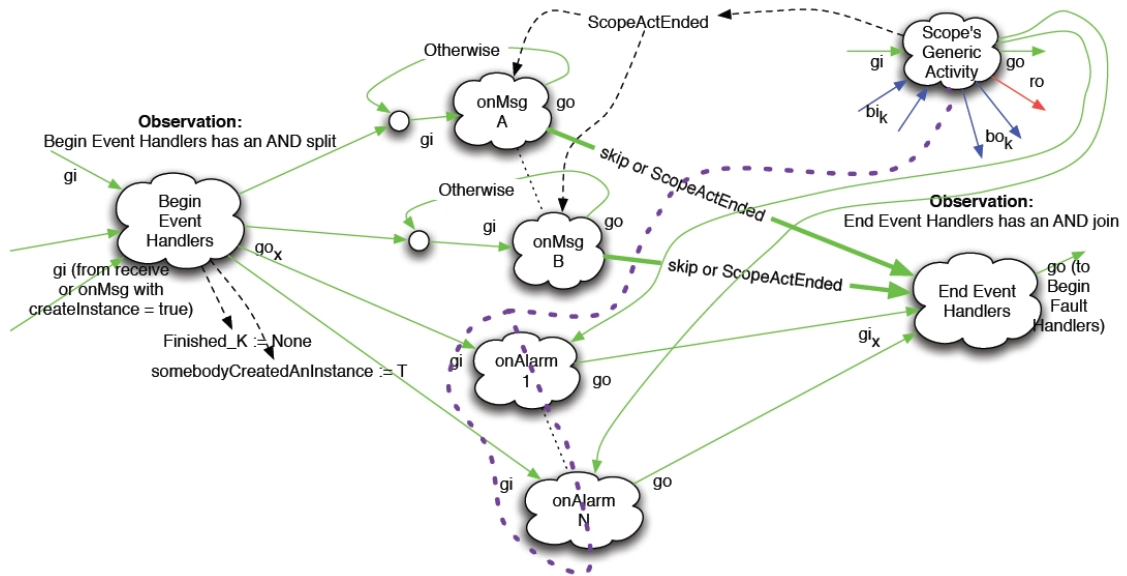 ScopeActEnded
Scope's
Generic
Activity
gi
go
ro
bik
bok
Otherwise
onMsg
A
go
gi
Observation:
Begin Event Handlers has an AND split
gi
Begin
Event
Handlers
skip or ScopeActEnded
Otherwise
gi
go
onMsg
B
Observation:
End Event Handlers has an AND join
gox
skip or ScopeActEnded
gi (from receive
or onMsg with
createInstance = true)
End Event
Handlers
go (to
Begin
Fault
Handlers)
Finished_K := None
somebodyCreatedAnInstance := T
gi
onAlarm
1
go
gix
gi
onAlarm
N
go